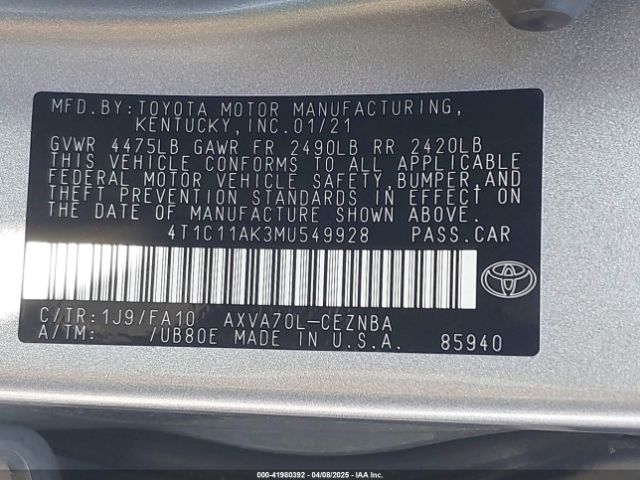 MFD.BY:TOYOTA MOTOR MANUFACTURING,
KENTUCKY,INC.01/21
GVWR 4475LB GAWR FR 2490LB RR 2420LB
THIS VEHICLE CONFORMS TO ALL APPLICABLE
FEDERAL MOTOR VEHICLE SAFETY,BUMPER,AND
THEFT PREVENTION STANDARDS IN EFFECT ON
THE DATE OF MANUFACTURE SHOWN ABOVE.
4T1C11AK3MU549928 PASS.CAR
C/TR:1J9/FA10 AXVA70L-CEZNBA
A/TM: /UB80E MADE IN U.S.A. 85940
000-41980392 - 04/08/2025 - IAA, Inc.